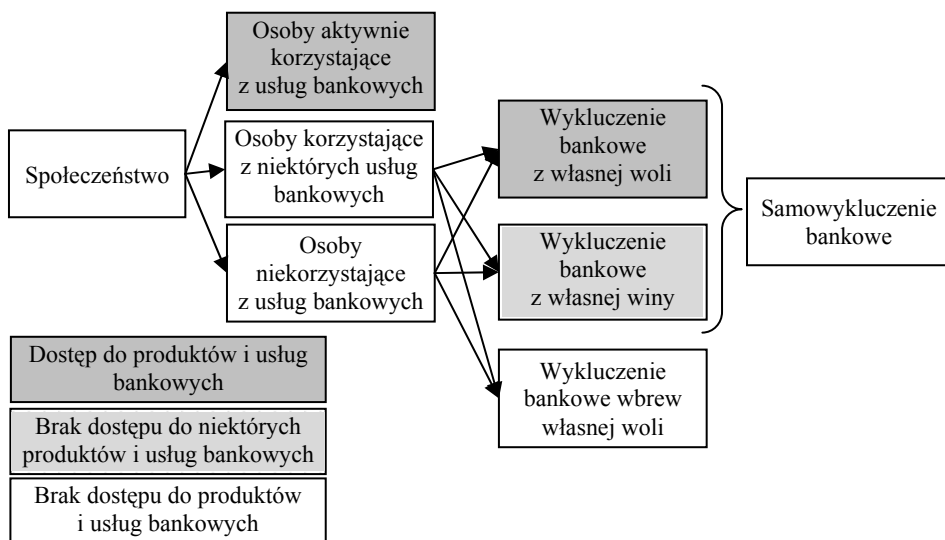 Osoby aktywnie
korzystające
z usług bankowych
Społeczeństwo
Osoby korzystające
z niektórych usług
bankowych
Osoby
niekorzystające
z usług bankowych
Wykluczenie
bankowe
z własnej woli
Wykluczenie
bankowe
z własnej winy
Wykluczenie
bankowe wbrew
własnej woli
Samowykluczenie
bankowe
Dostęp do produktów i usług
bankowych
Brak dostępu do niektórych
produktów i usług bankowych
Brak dostępu do produktów
i usług bankowych